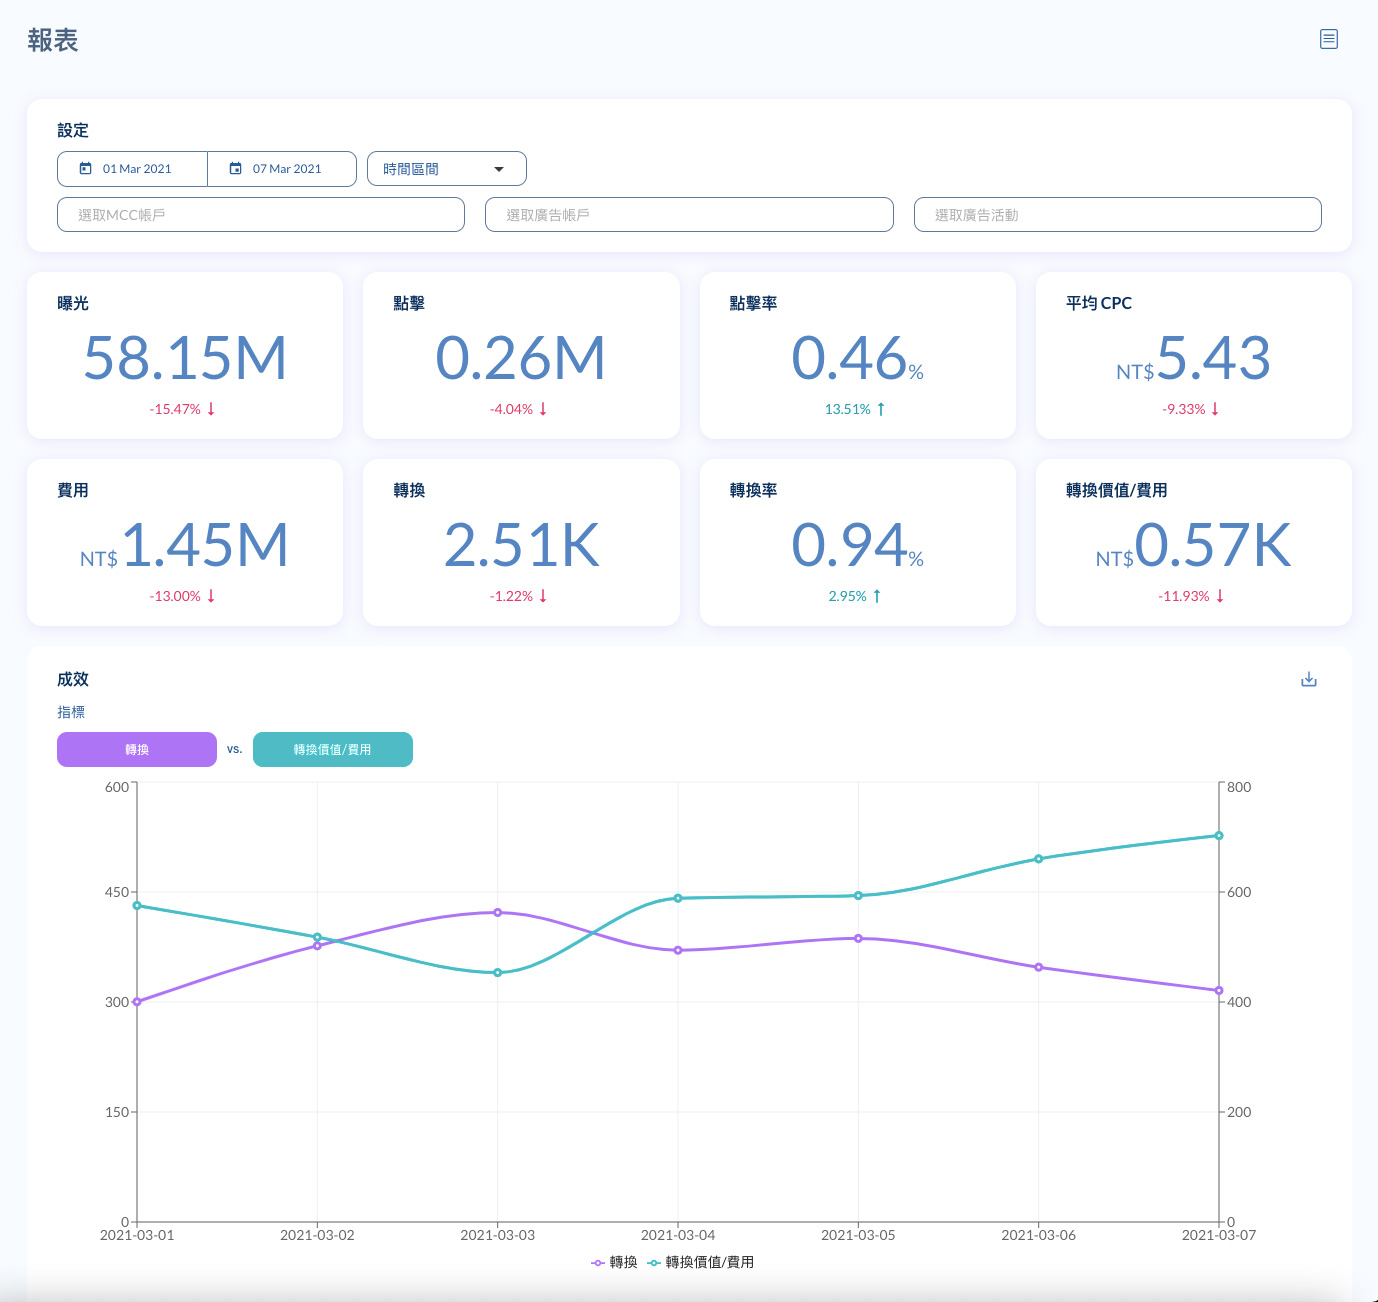 報表
設定
01 Mar 2021 07 Mar 2021 時間區間
選取MCC帳戶 選取廣告帳戶 選取廣告活動
曝光 點擊 點擊率 平均 CPC
58.15M 0.26M 0.46% NT$5.43
-15.47% ↓ -4.04% ↓ 13.51% ↑ -9.33% ↓
費用 轉換 轉換率 轉換價值/費用
NT$1.45M 2.51K 0.94% NT$0.57K
-13.00% ↓ -1.22% ↓ 2.95% ↑ -11.93% ↓
成效
指標
轉換 vs. 轉換價值/費用
600 800
450 600
300 400
150 200
0 0
2021-03-01 2021-03-02 2021-03-03 2021-03-04 2021-03-05 2021-03-06 2021-03-07
轉換 轉換價值/費用